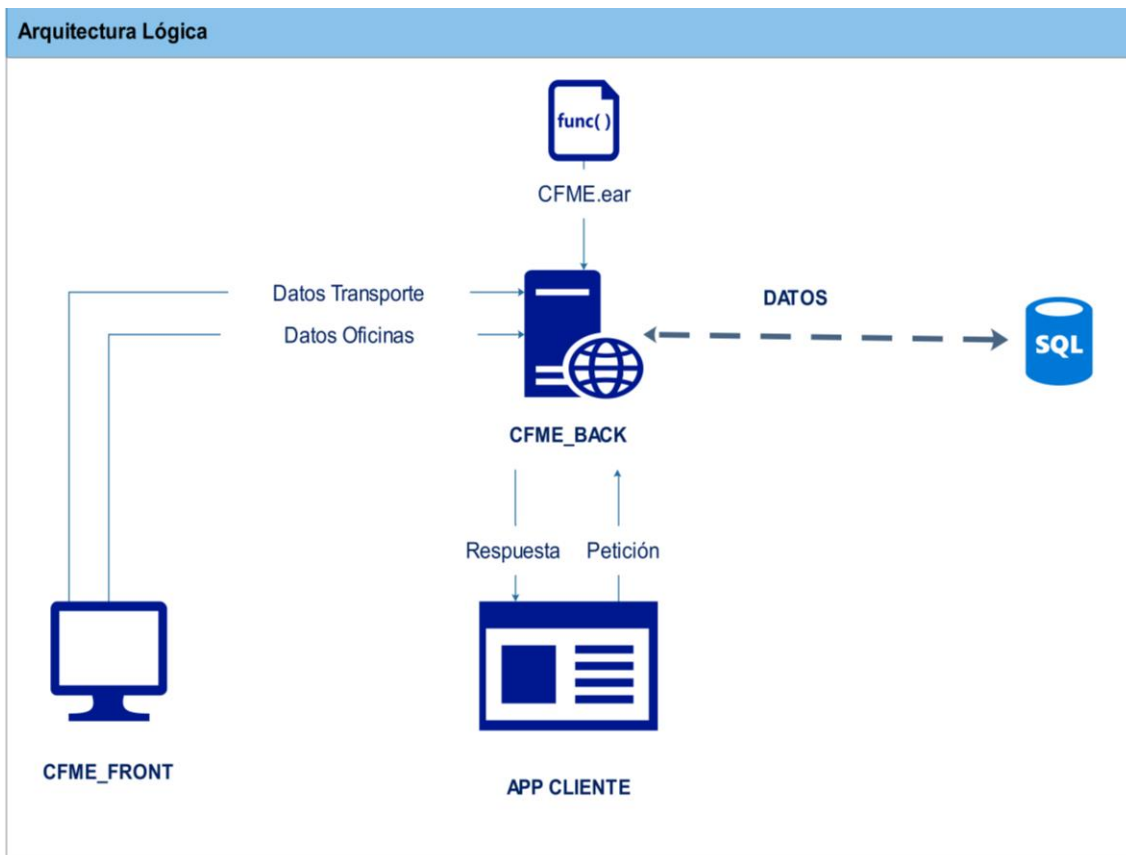 Arquitectura Lógica
func( )
CFME.ear
Datos Transporte
DATOS
Datos Oficinas
SQL
CFME_BACK
Respuesta
Petición
CFME_FRONT
APP CLIENTE